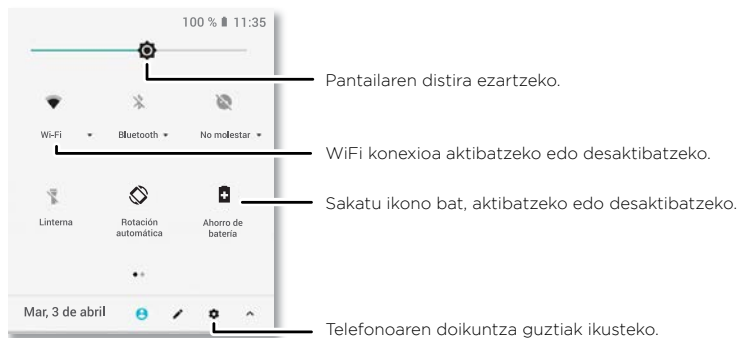 100 % 11:35
Pantailaren distira ezartzeko.
Wi-Fi
Bluetooth
No molestar
WiFi konexioa aktibatzeko edo desaktibatzeko.
Linterna
Rotación
automática
Ahorro de
batería
Sakatu ikono bat, aktibatzeko edo desaktibatzeko.
Mar, 3 de abril
Telefonoaren doikuntza guztiak ikusteko.